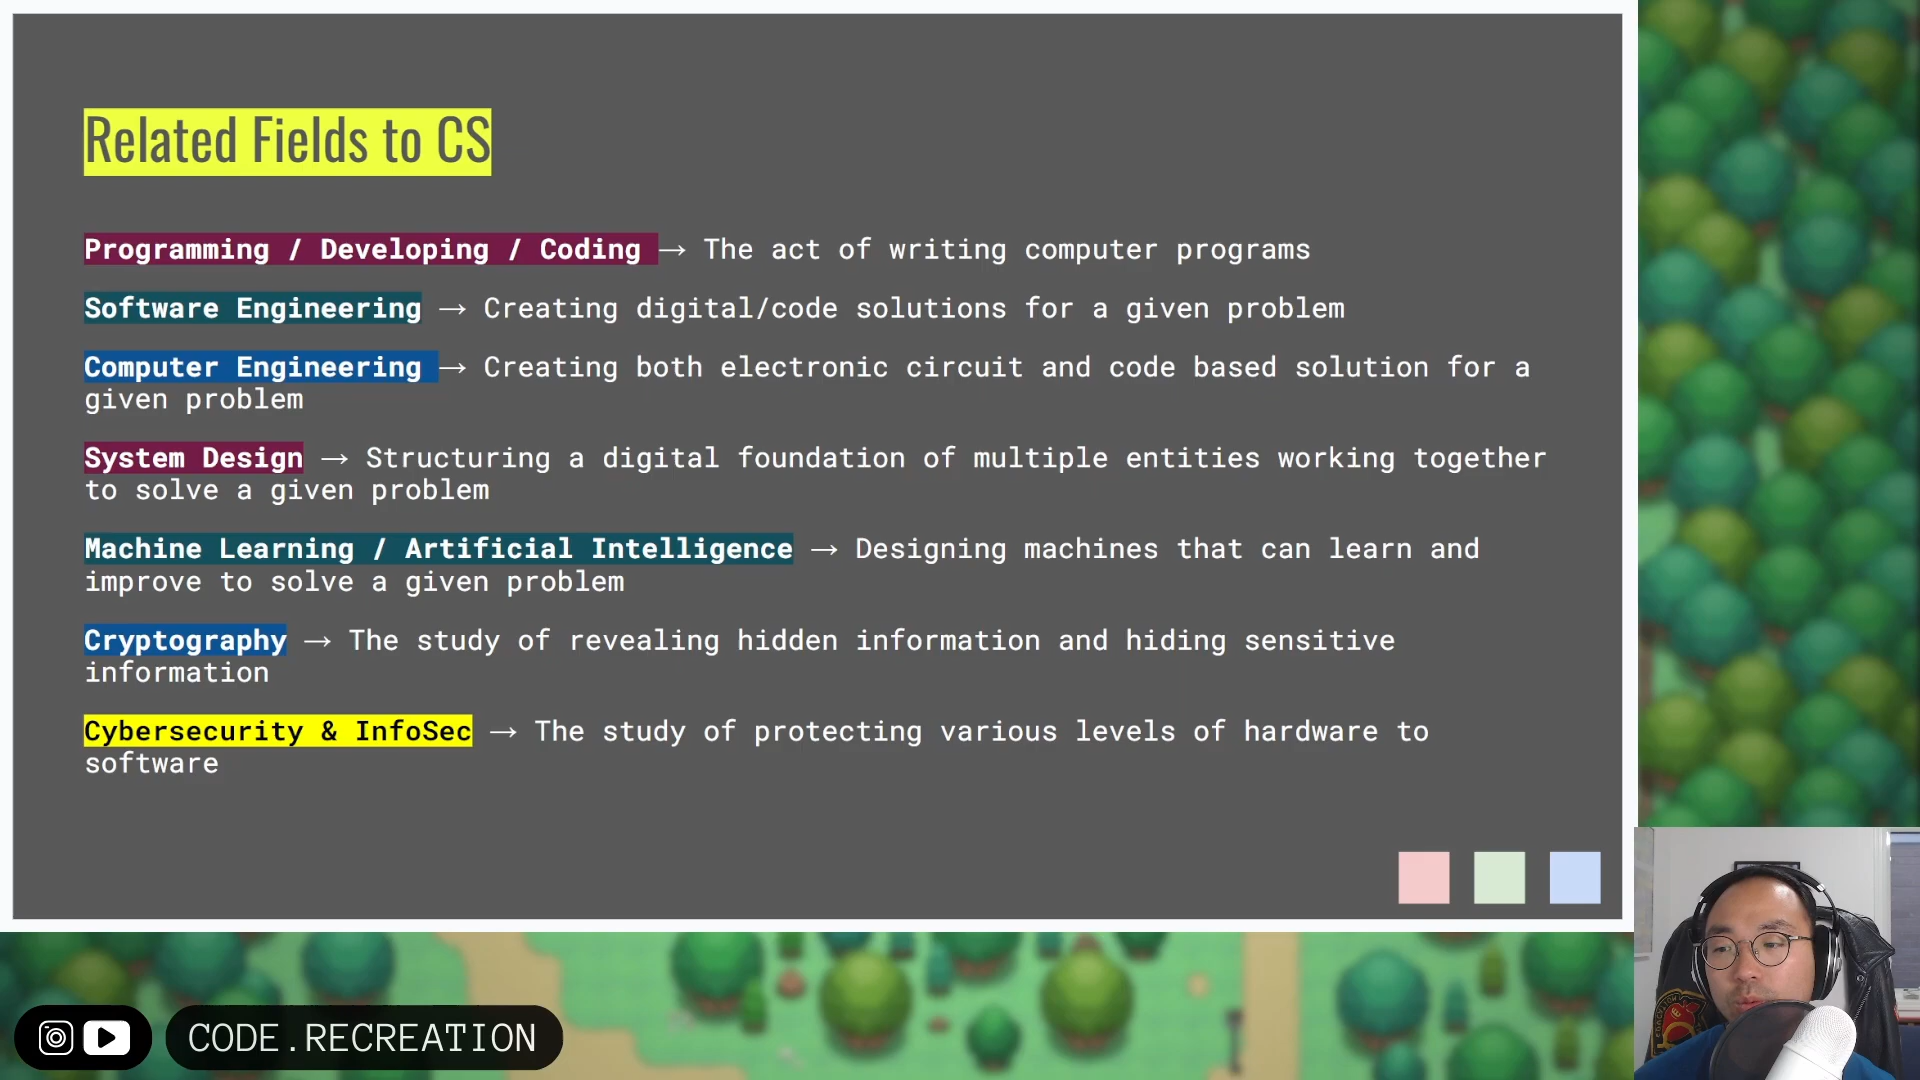 Related Fields to CS
Programming / Developing / Coding → The act of writing computer programs
Software Engineering → Creating digital/code solutions for a given problem
Computer Engineering → Creating both electronic circuit and code based solution for a
given problem
System Design → Structuring a digital foundation of multiple entities working together
to solve a given problem
Machine Learning / Artificial Intelligence → Designing machines that can learn and
improve to solve a given problem
Cryptography → The study of revealing hidden information and hiding sensitive
information
Cybersecurity & InfoSec → The study of protecting various levels of hardware to
software
CODE.RECREATION